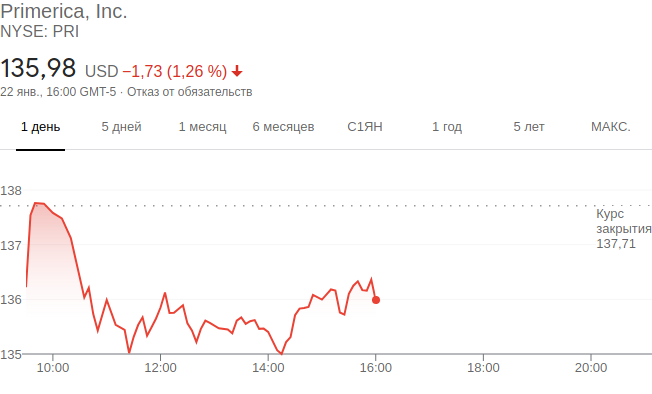 Primerica, Inc.
NYSE: PRI
135,98 USD −1,73 (1,26 %)
22 янв., 16:00 GMT-5 · Отказ от обязательств
1 день 5 дней 1 месяц 6 месяцев С1ЯН 1 год 5 лет МАКС.
138
Курс
закрытия
137,71
137
136
135
10:00 12:00 14:00 16:00 18:00 20:00